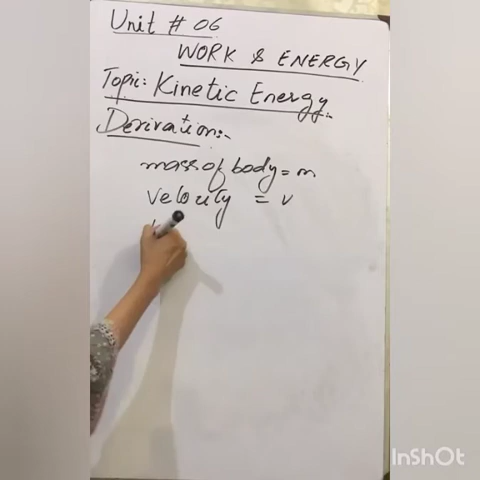 Unit # 06
WORK & ENERGY
Topic: Kinetic Energy:-
Derivation:-
mass of body = m
Velocity = v
InShOt